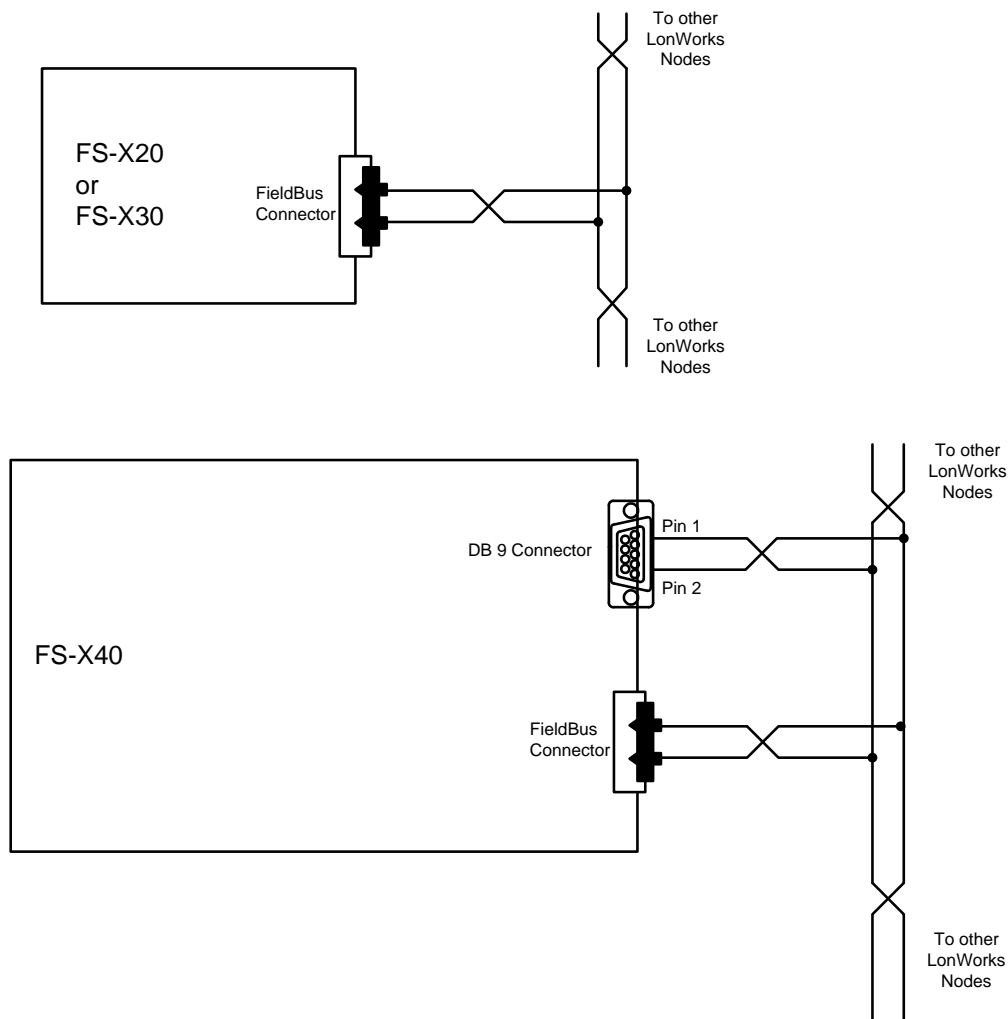 To other
LonWorks
Nodes
FS-X20
or
FS-X30
FieldBus
Connector
To other
LonWorks
Nodes
To other
LonWorks
Nodes
Pin 1
DB 9 Connector
Pin 2
FS-X40
FieldBus
Connector
To other
LonWorks
Nodes